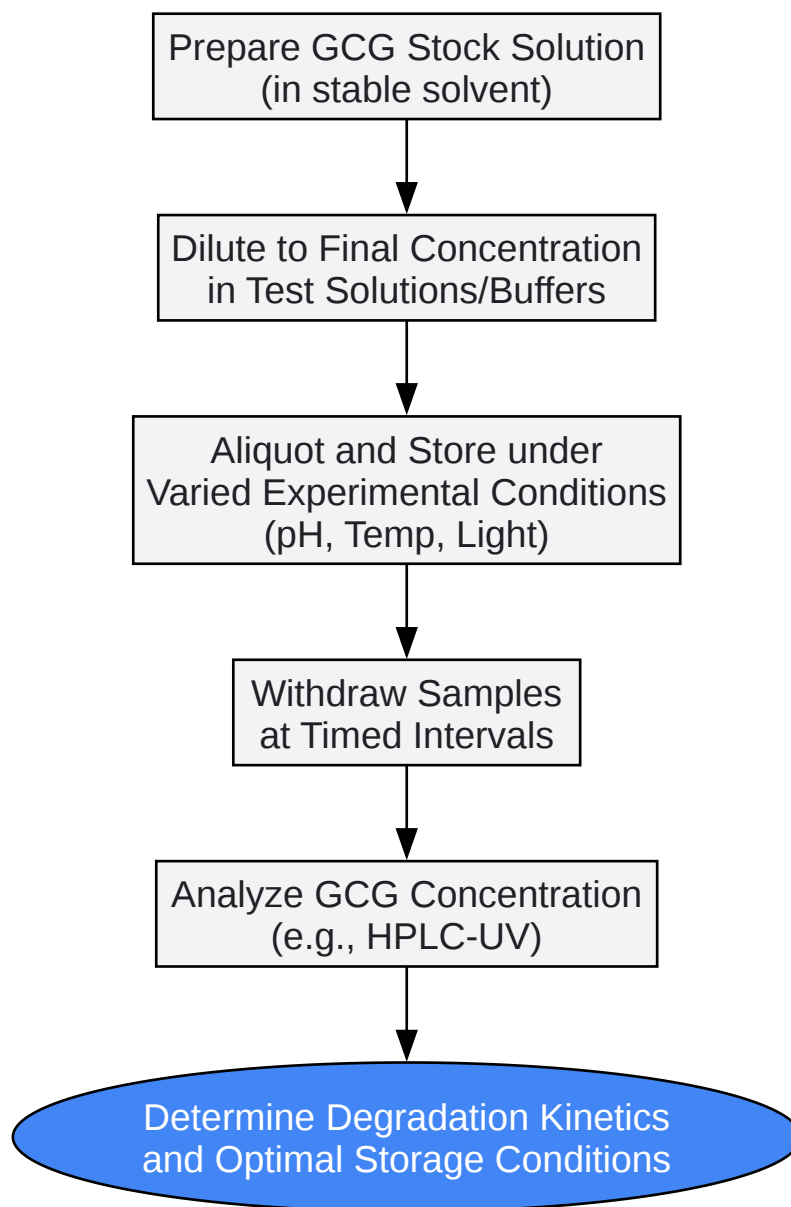 Prepare GCG Stock Solution
(in stable solvent)
Dilute to Final Concentration
in Test Solutions/Buffers
Aliquot and Store under
Varied Experimental Conditions
(pH, Temp, Light)
Withdraw Samples
at Timed Intervals
Analyze GCG Concentration
(e.g., HPLC-UV)
Determine Degradation Kinetics
and Optimal Storage Conditions